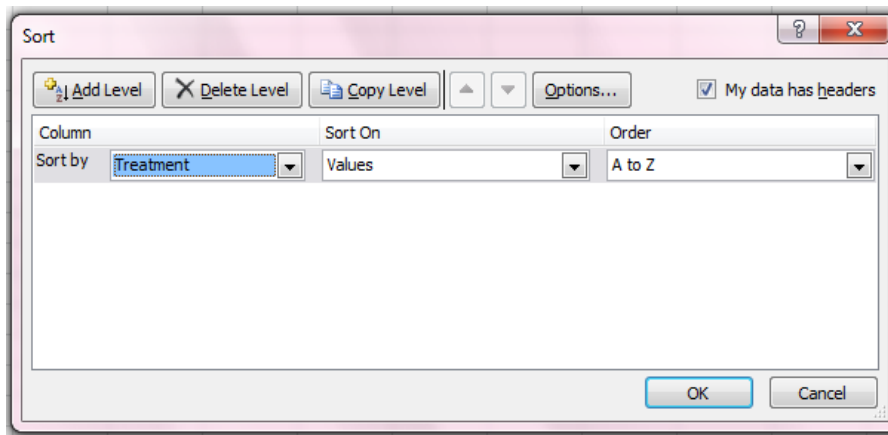 Sort
Add Level Delete Level Copy Level Options... My data has headers
Column Sort On Order
Sort by Treatment Values A to Z
OK Cancel